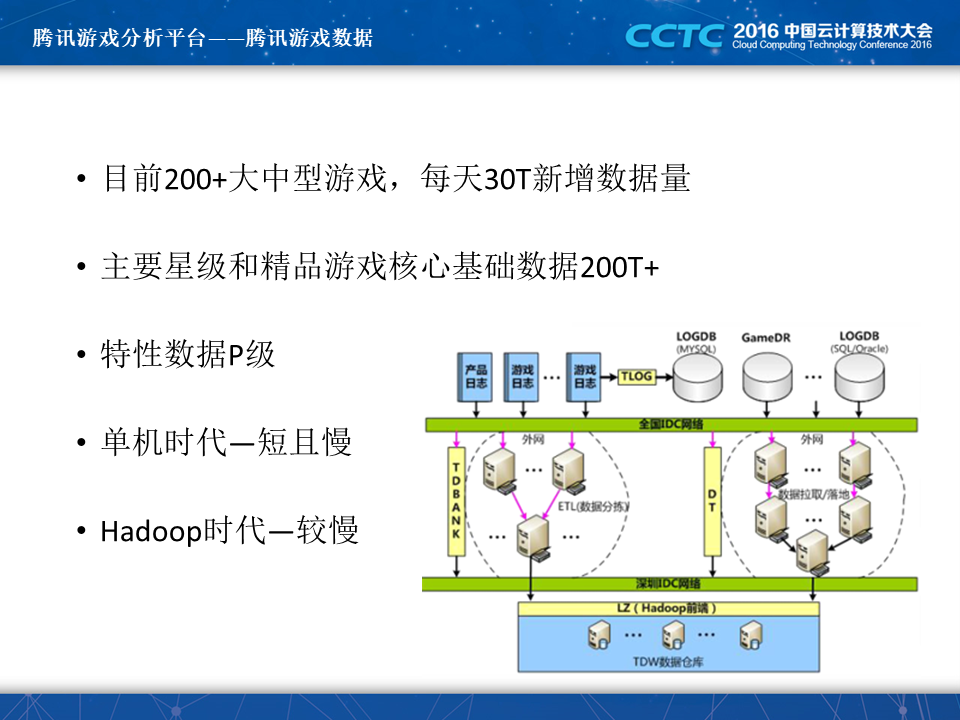 腾讯游戏分析平台——腾讯游戏数据
CCTC 2016 中国云计算技术大会
Cloud Computing Technology Conference 2016
• 目前200+大中型游戏，每天30T新增数据量
• 主要星级和精品游戏核心基础数据200T+
• 特性数据P级
• 单机时代—短且慢
• Hadoop时代—较慢
LOGDB
(MYSQL)
GameDR
LOGDB
(SQL/Oracle)
产品
日志
游戏
日志
...
游戏
日志
TLOG
...
全国IDC网络
外网
外网
TDBANK
...
ETL(数据分拣)
...
...
DT
...
数据拉取/落地
...
深圳IDC网络
LZ（Hadoop前端）
...
...
TDW数据仓库